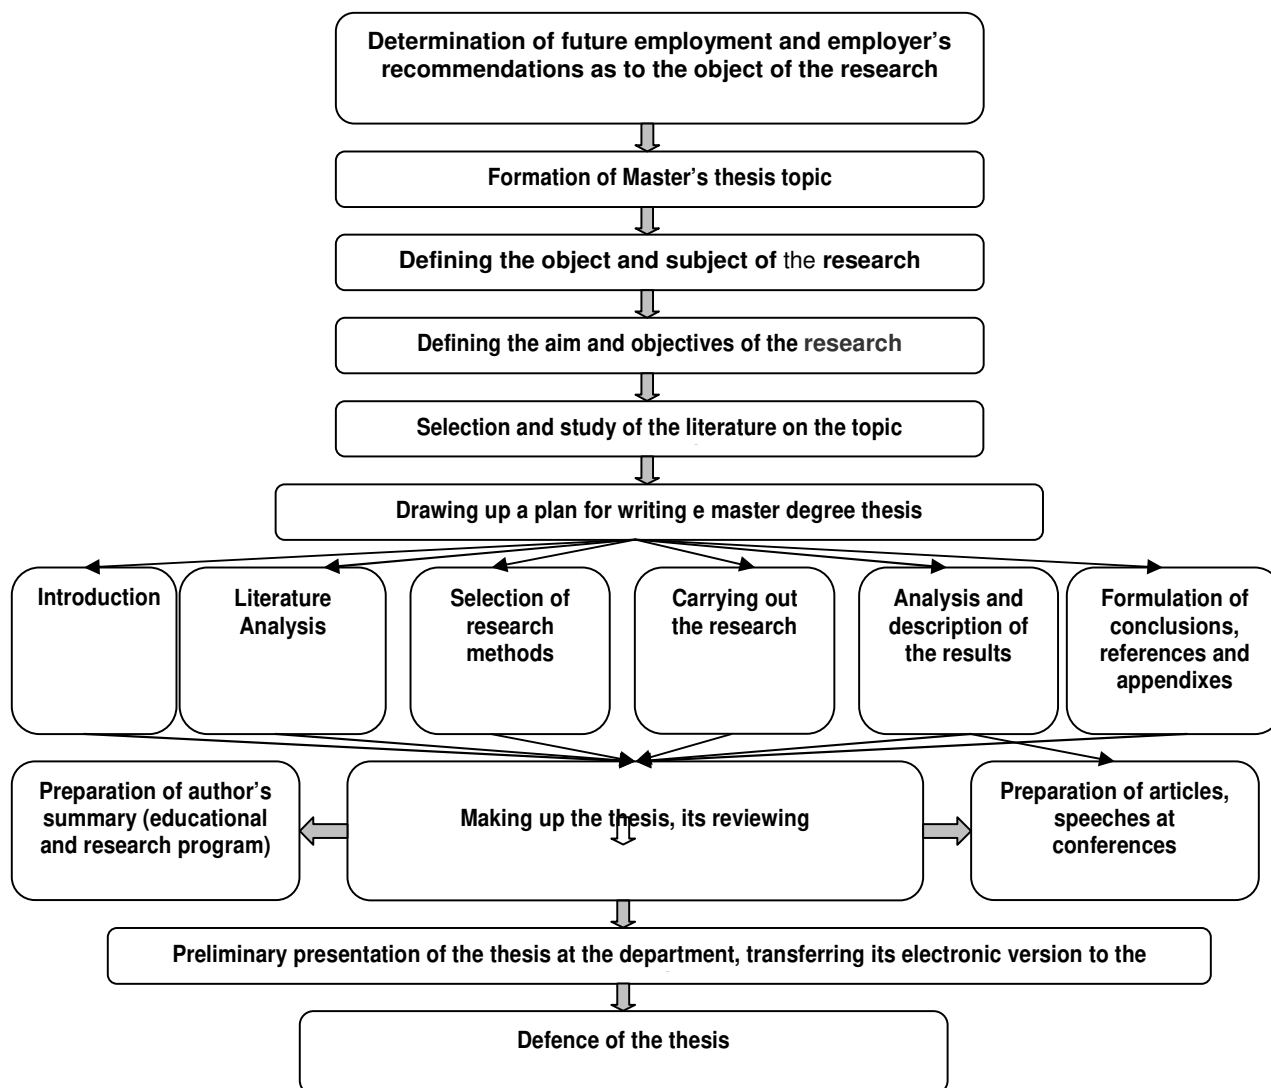 Determination of future employment and employer’s
recommendations as to the object of the research
Formation of Master’s thesis topic
Defining the object and subject of the research
Defining the aim and objectives of the research
Selection and study of the literature on the topic
Drawing up a plan for writing e master degree thesis
Introduction
Literature
Analysis
Selection of
research
methods
Carrying out
the research
Analysis and
description of
the results
Formulation of
conclusions,
references and
appendixes
Preparation of author’s
summary (educational
and research program)
Making up the thesis, its reviewing
Preparation of articles,
speeches at
conferences
Preliminary presentation of the thesis at the department, transferring its electronic version to the
Defence of the thesis